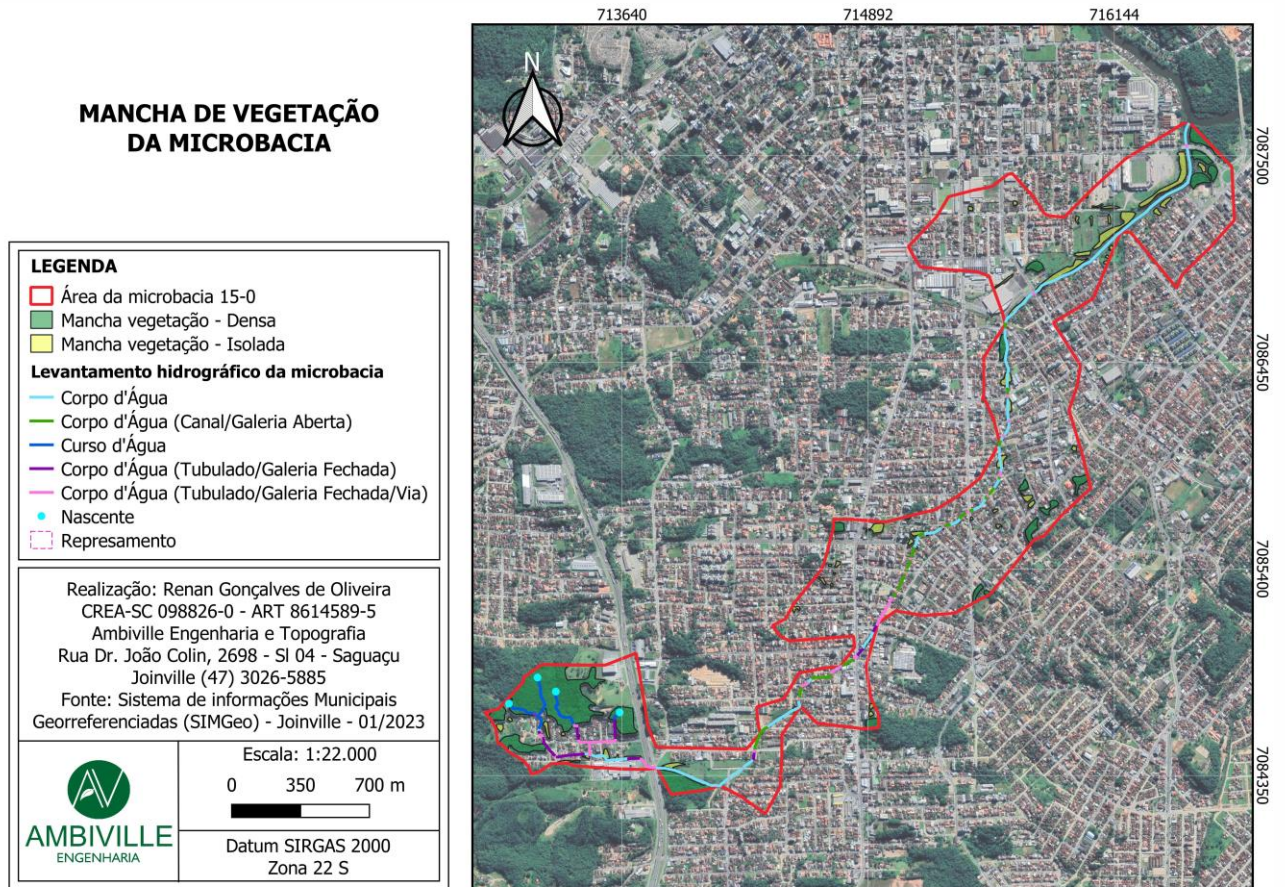 MANCHA DE VEGETAÇÃO
DA MICROBACIA
LEGENDA
Área da microbacia 15-0
Mancha vegetação - Densa
Mancha vegetação - Isolada
Levantamento hidrográfico da microbacia
Corpo d'Água
Corpo d'Água (Canal/Galeria Aberta)
Curso d'Água
Corpo d'Água (Tubulado/Galeria Fechada)
Corpo d'Água (Tubulado/Galeria Fechada/Via)
Nascente
Represamento
Realização: Renan Gonçalves de Oliveira
CREA-SC 098826-0 - ART 8614589-5
Ambiville Engenharia e Topografia
Rua Dr. João Colin, 2698 - Sl 04 - Saguaçu
Joinville (47) 3026-5885
Fonte: Sistema de informações Municipais
Georreferenciadas (SIMGeo) - Joinville - 01/2023
AV
AMBIVILLE
ENGENHARIA
Escala: 1:22.000
0 350 700 m
Datum SIRGAS 2000
Zona 22 S
713640 714892 716144
N
7087500
7086450
7085400
7084350